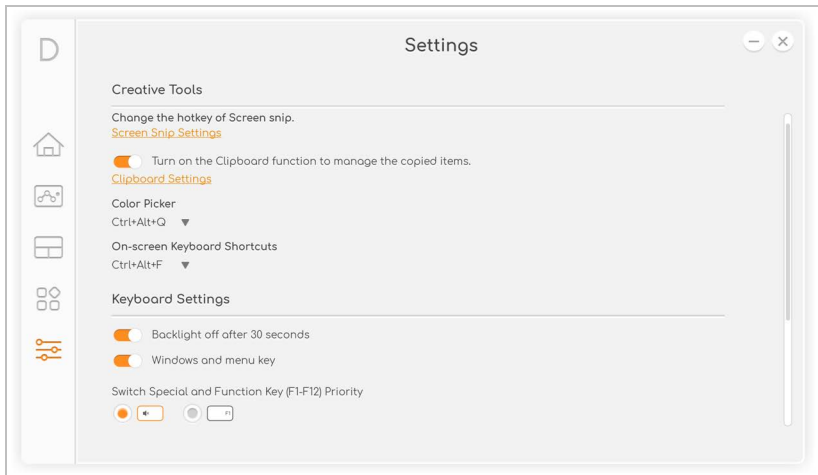 D
Settings
Creative Tools
Change the hotkey of Screen snip.
Screen Snip Settings
Turn on the Clipboard function to manage the copied items.
Clipboard Settings
Color Picker
Ctrl+Alt+Q
On-screen Keyboard Shortcuts
Ctrl+Alt+F
Keyboard Settings
Backlight off after 30 seconds
Windows and menu key
Switch Special and Function Key (F1-F12) Priority
F1